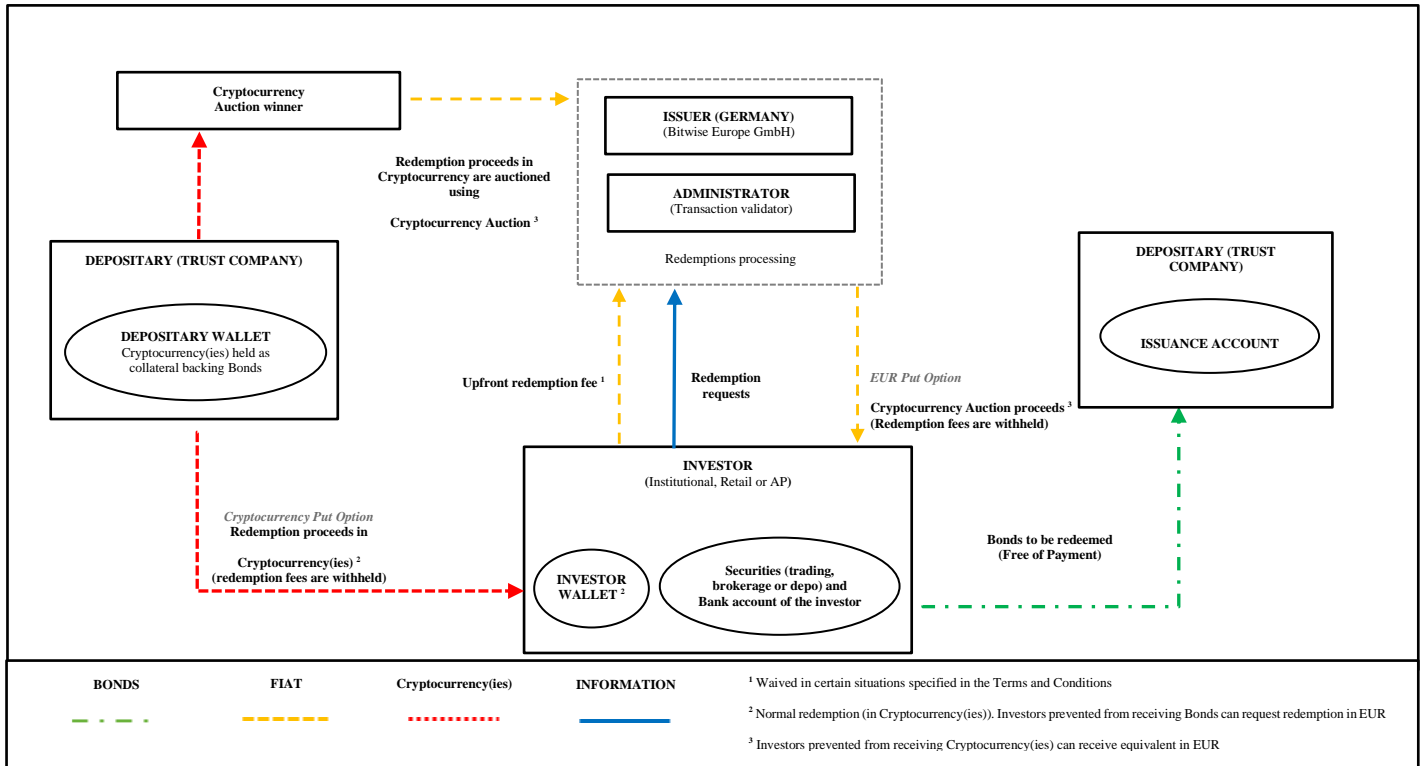 Cryptocurrency
Auction winner
ISSUER (GERMANY)
(Bitwise Europe GmbH)
ADMINISTRATOR
(Transaction validator)
Redemptions processing
Redemption proceeds in
Cryptocurrency are auctioned
using
Cryptocurrency Auction ³
DEPOSITARY (TRUST COMPANY)
DEPOSITARY WALLET
Cryptocurrency(ies) held as
collateral backing Bonds
DEPOSITARY (TRUST
COMPANY)
ISSUANCE ACCOUNT
Upfront redemption fee ¹
Redemption
requests
EUR Put Option
Cryptocurrency Auction proceeds ³
(Redemption fees are withheld)
INVESTOR
(Institutional, Retail or AP)
Cryptocurrency Put Option
Redemption proceeds in
Cryptocurrency(ies) ²
(redemption fees are withheld)
INVESTOR
WALLET ²
Securities (trading,
brokerage or depo) and
Bank account of the investor
Bonds to be redeemed
(Free of Payment)
BONDS
FIAT
Cryptocurrency(ies)
INFORMATION
¹ Waived in certain situations specified in the Terms and Conditions
² Normal redemption (in Cryptocurrency(ies)). Investors prevented from receiving Bonds can request redemption in EUR
³ Investors prevented from receiving Cryptocurrency(ies) can receive equivalent in EUR